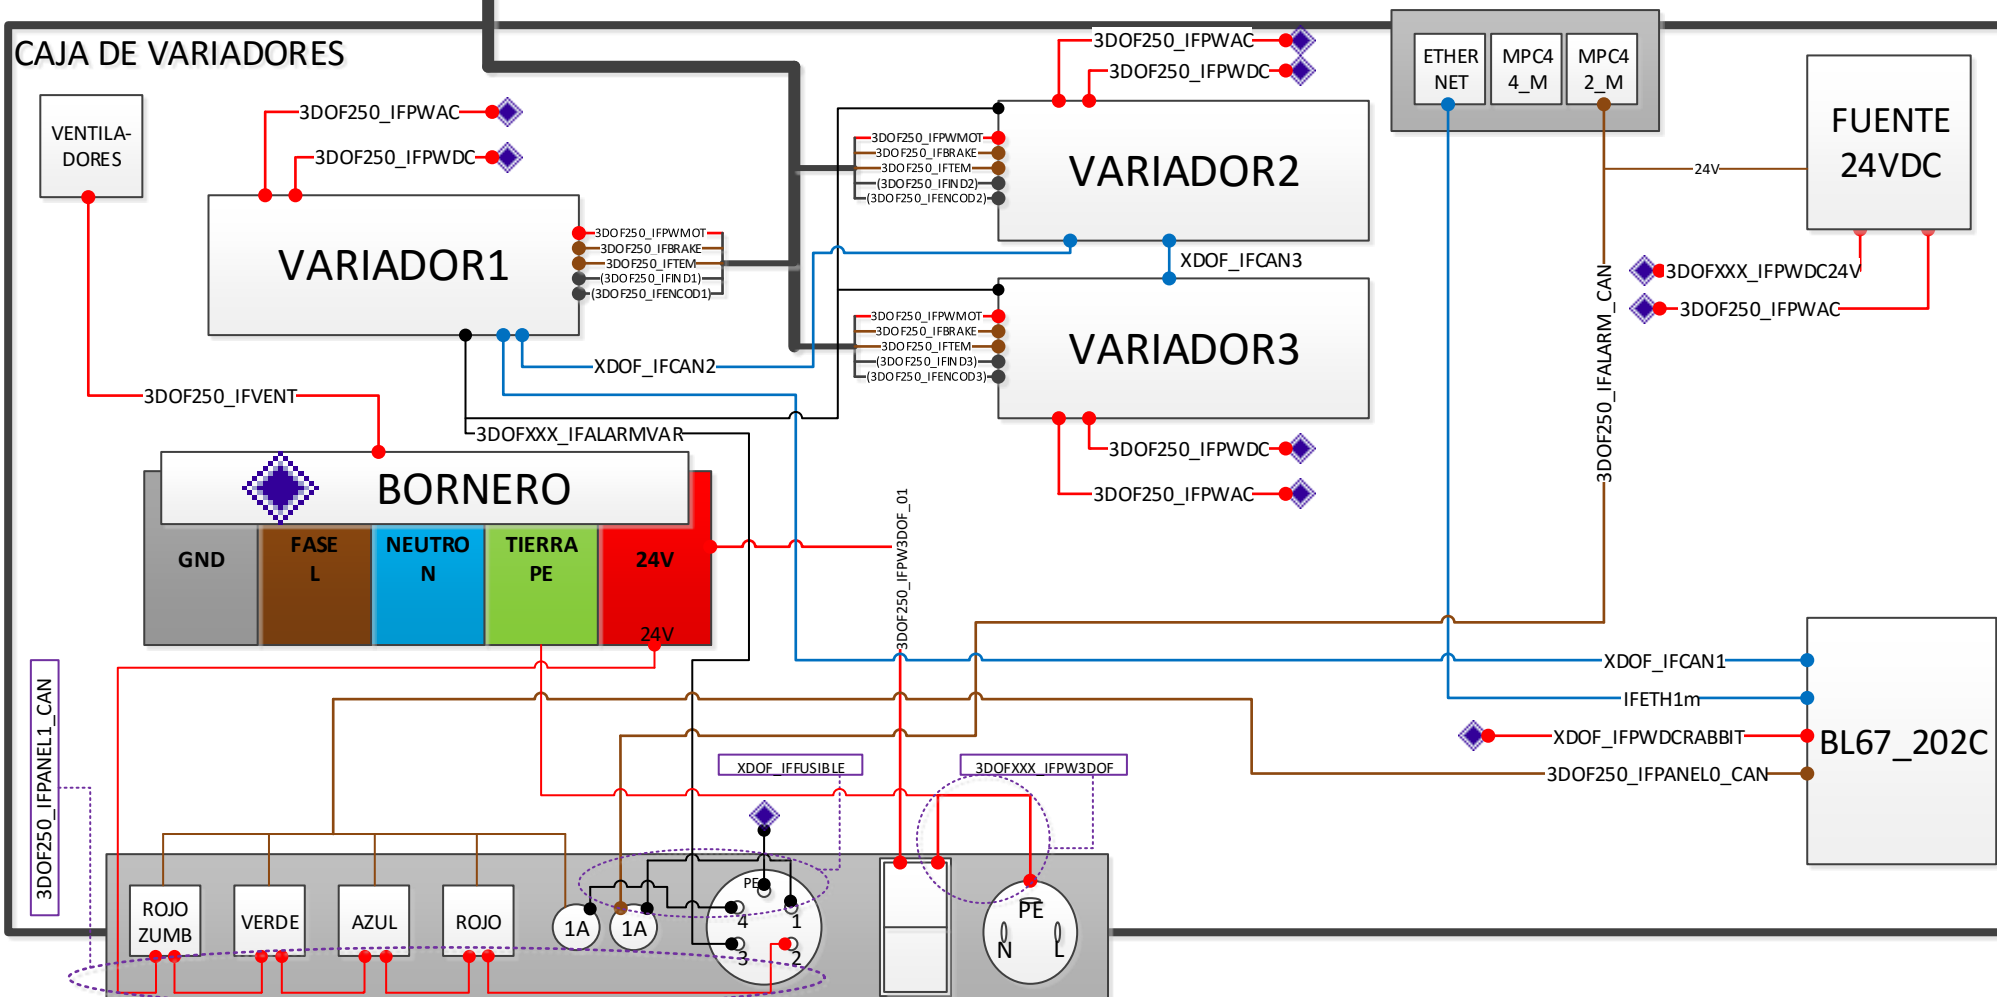 CAJA DE VARIADORES
VENTILA-
DORES
3DOF250_IFPWAC
3DOF250_IFPWDC
VARIADOR1
3DOF250_IFPWMOT
3DOF250_IFBRAKE
3DOF250_IFTEM
(3DOF250_IFIND1)
(3DOF250_IFENCOD1)
3DOF250_IFPWAC
3DOF250_IFPWDC
3DOF250_IFPWMOT
3DOF250_IFBRAKE
3DOF250_IFTEM
(3DOF250_IFIND2)
(3DOF250_IFENCOD2)
VARIADOR2
ETHER
NET
MPC4
4_M
MPC4
2_M
FUENTE
24VDC
24V
XDOF_IFCAN3
3DOFXXX_IFPWDC24V
3DOF250_IFPWAC
3DOF250_IFALARM_CAN
3DOF250_IFPWMOT
3DOF250_IFBRAKE
3DOF250_IFTEM
(3DOF250_IFIND3)
(3DOF250_IFENCOD3)
VARIADOR3
XDOF_IFCAN2
3DOF250_IFVENT
3DOFXXX_IFALARMVAR
3DOF250_IFPWDC
3DOF250_IFPWAC
BORNERO
GND
FASE
L
NEUTRO
N
TIERRA
PE
24V
24V
3DOF250_IFPW3DOF_01
XDOF_IFCAN1
IFETH1m
XDOF_IFPWDCRABBIT
3DOF250_IFPANEL0_CAN
BL67_202C
3DOF250_IFPANEL1_CAN
XDOF_IFFUSIBLE
3DOFXXX_IFPW3DOF
ROJO
ZUMB
VERDE
AZUL
ROJO
1A
1A
PE
4
1
3
2
PE
N
L